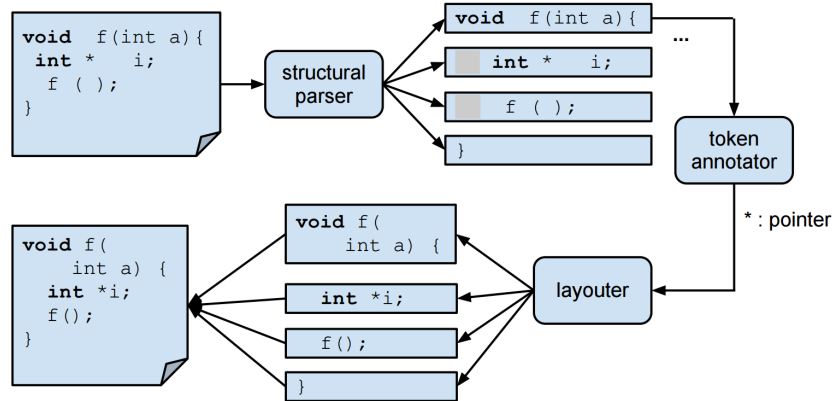 void  f(int a){
 int *   i;
  f ( );
}
structural
parser
void  f(int a){
int *   i;
f ( );
}
...
token
annotator
* : pointer
layouter
void f(
    int a) {
int *i;
f();
}
void f(
    int a) {
  int *i;
  f();
}